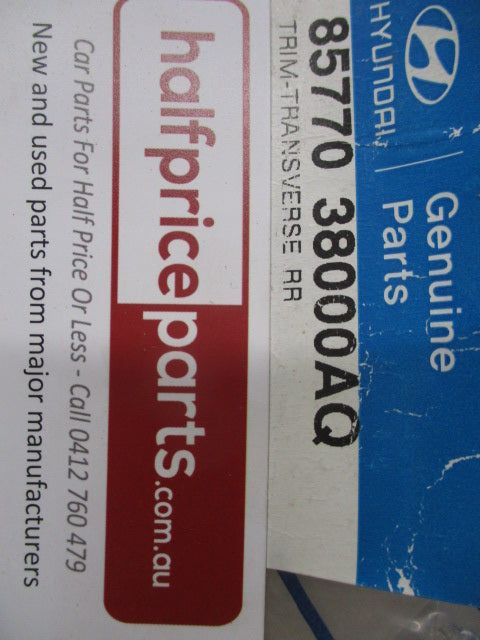 HYUNDAI
Genuine
Parts
85770 38000AQ
TRIM-TRANSVERSE RR
halfpriceparts.com.au
Car Parts For Half Price Or Less - Call 0412 760 479
New and used parts from major manufacturers